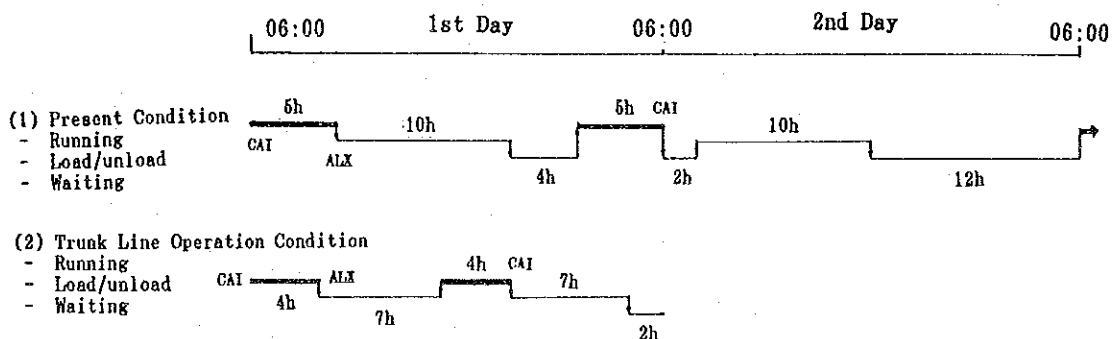 06:00 1st Day 06:00 2nd Day 06:00
(1) Present Condition
- Running
- Load/unload
- Waiting
5h 10h 5h CAI 10h
CAI ALX 4h 2h 12h
(2) Trunk Line Operation Condition
- Running
- Load/unload
- Waiting
CAI ALX 4h CAI 7h
4h 7h 2h